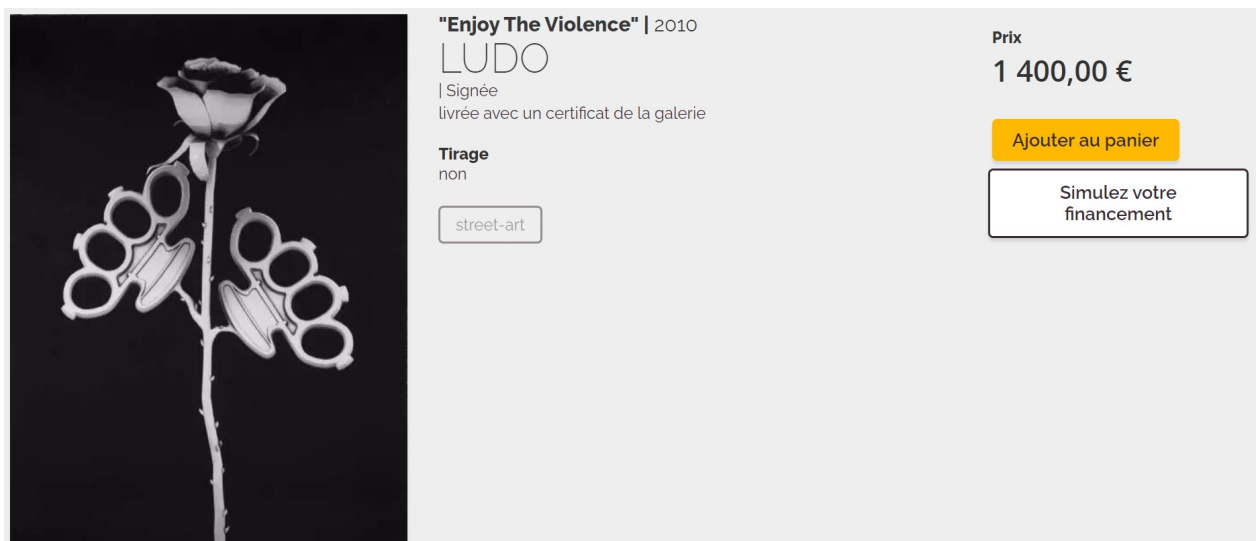 "Enjoy The Violence" | 2010
LUDO
| Signée
livrée avec un certificat de la galerie
Tirage
non
street-art
Prix
1 400,00 €
Ajouter au panier
Simulez votre
financement